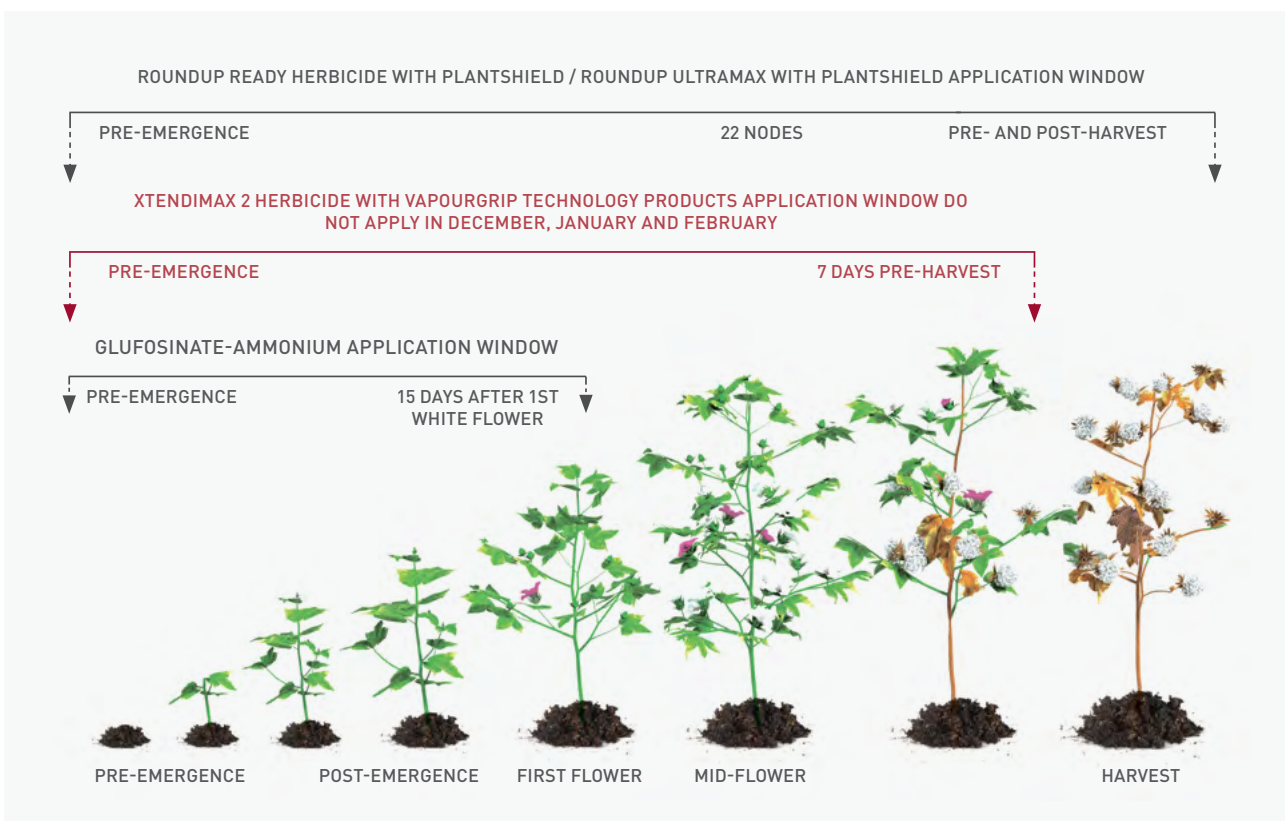 ROUNDUP READY HERBICIDE WITH PLANTSHIELD / ROUNDUP ULTRAMAX WITH PLANTSHIELD APPLICATION WINDOW
PRE-EMERGENCE
22 NODES
PRE- AND POST-HARVEST
XTENDIMAX 2 HERBICIDE WITH VAPOURGRIP TECHNOLOGY PRODUCTS APPLICATION WINDOW DO
NOT APPLY IN DECEMBER, JANUARY AND FEBRUARY
PRE-EMERGENCE
7 DAYS PRE-HARVEST
GLUFOSINATE-AMMONIUM APPLICATION WINDOW
PRE-EMERGENCE
15 DAYS AFTER 1ST
WHITE FLOWER
PRE-EMERGENCE
POST-EMERGENCE
FIRST FLOWER
MID-FLOWER
HARVEST